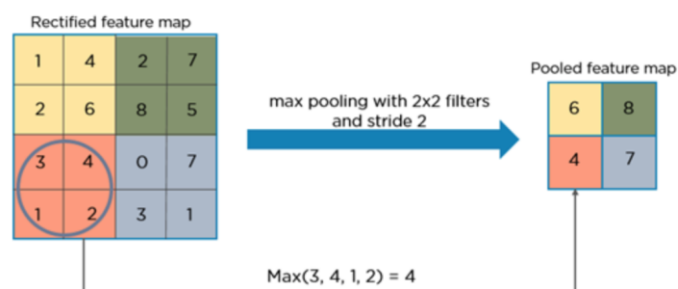 Rectified feature map
1 4 2 7
2 6 8 5
3 4 0 7
1 2 3 1
max pooling with 2x2 filters
and stride 2
Pooled feature map
6 8
4 7
Max(3, 4, 1, 2) = 4